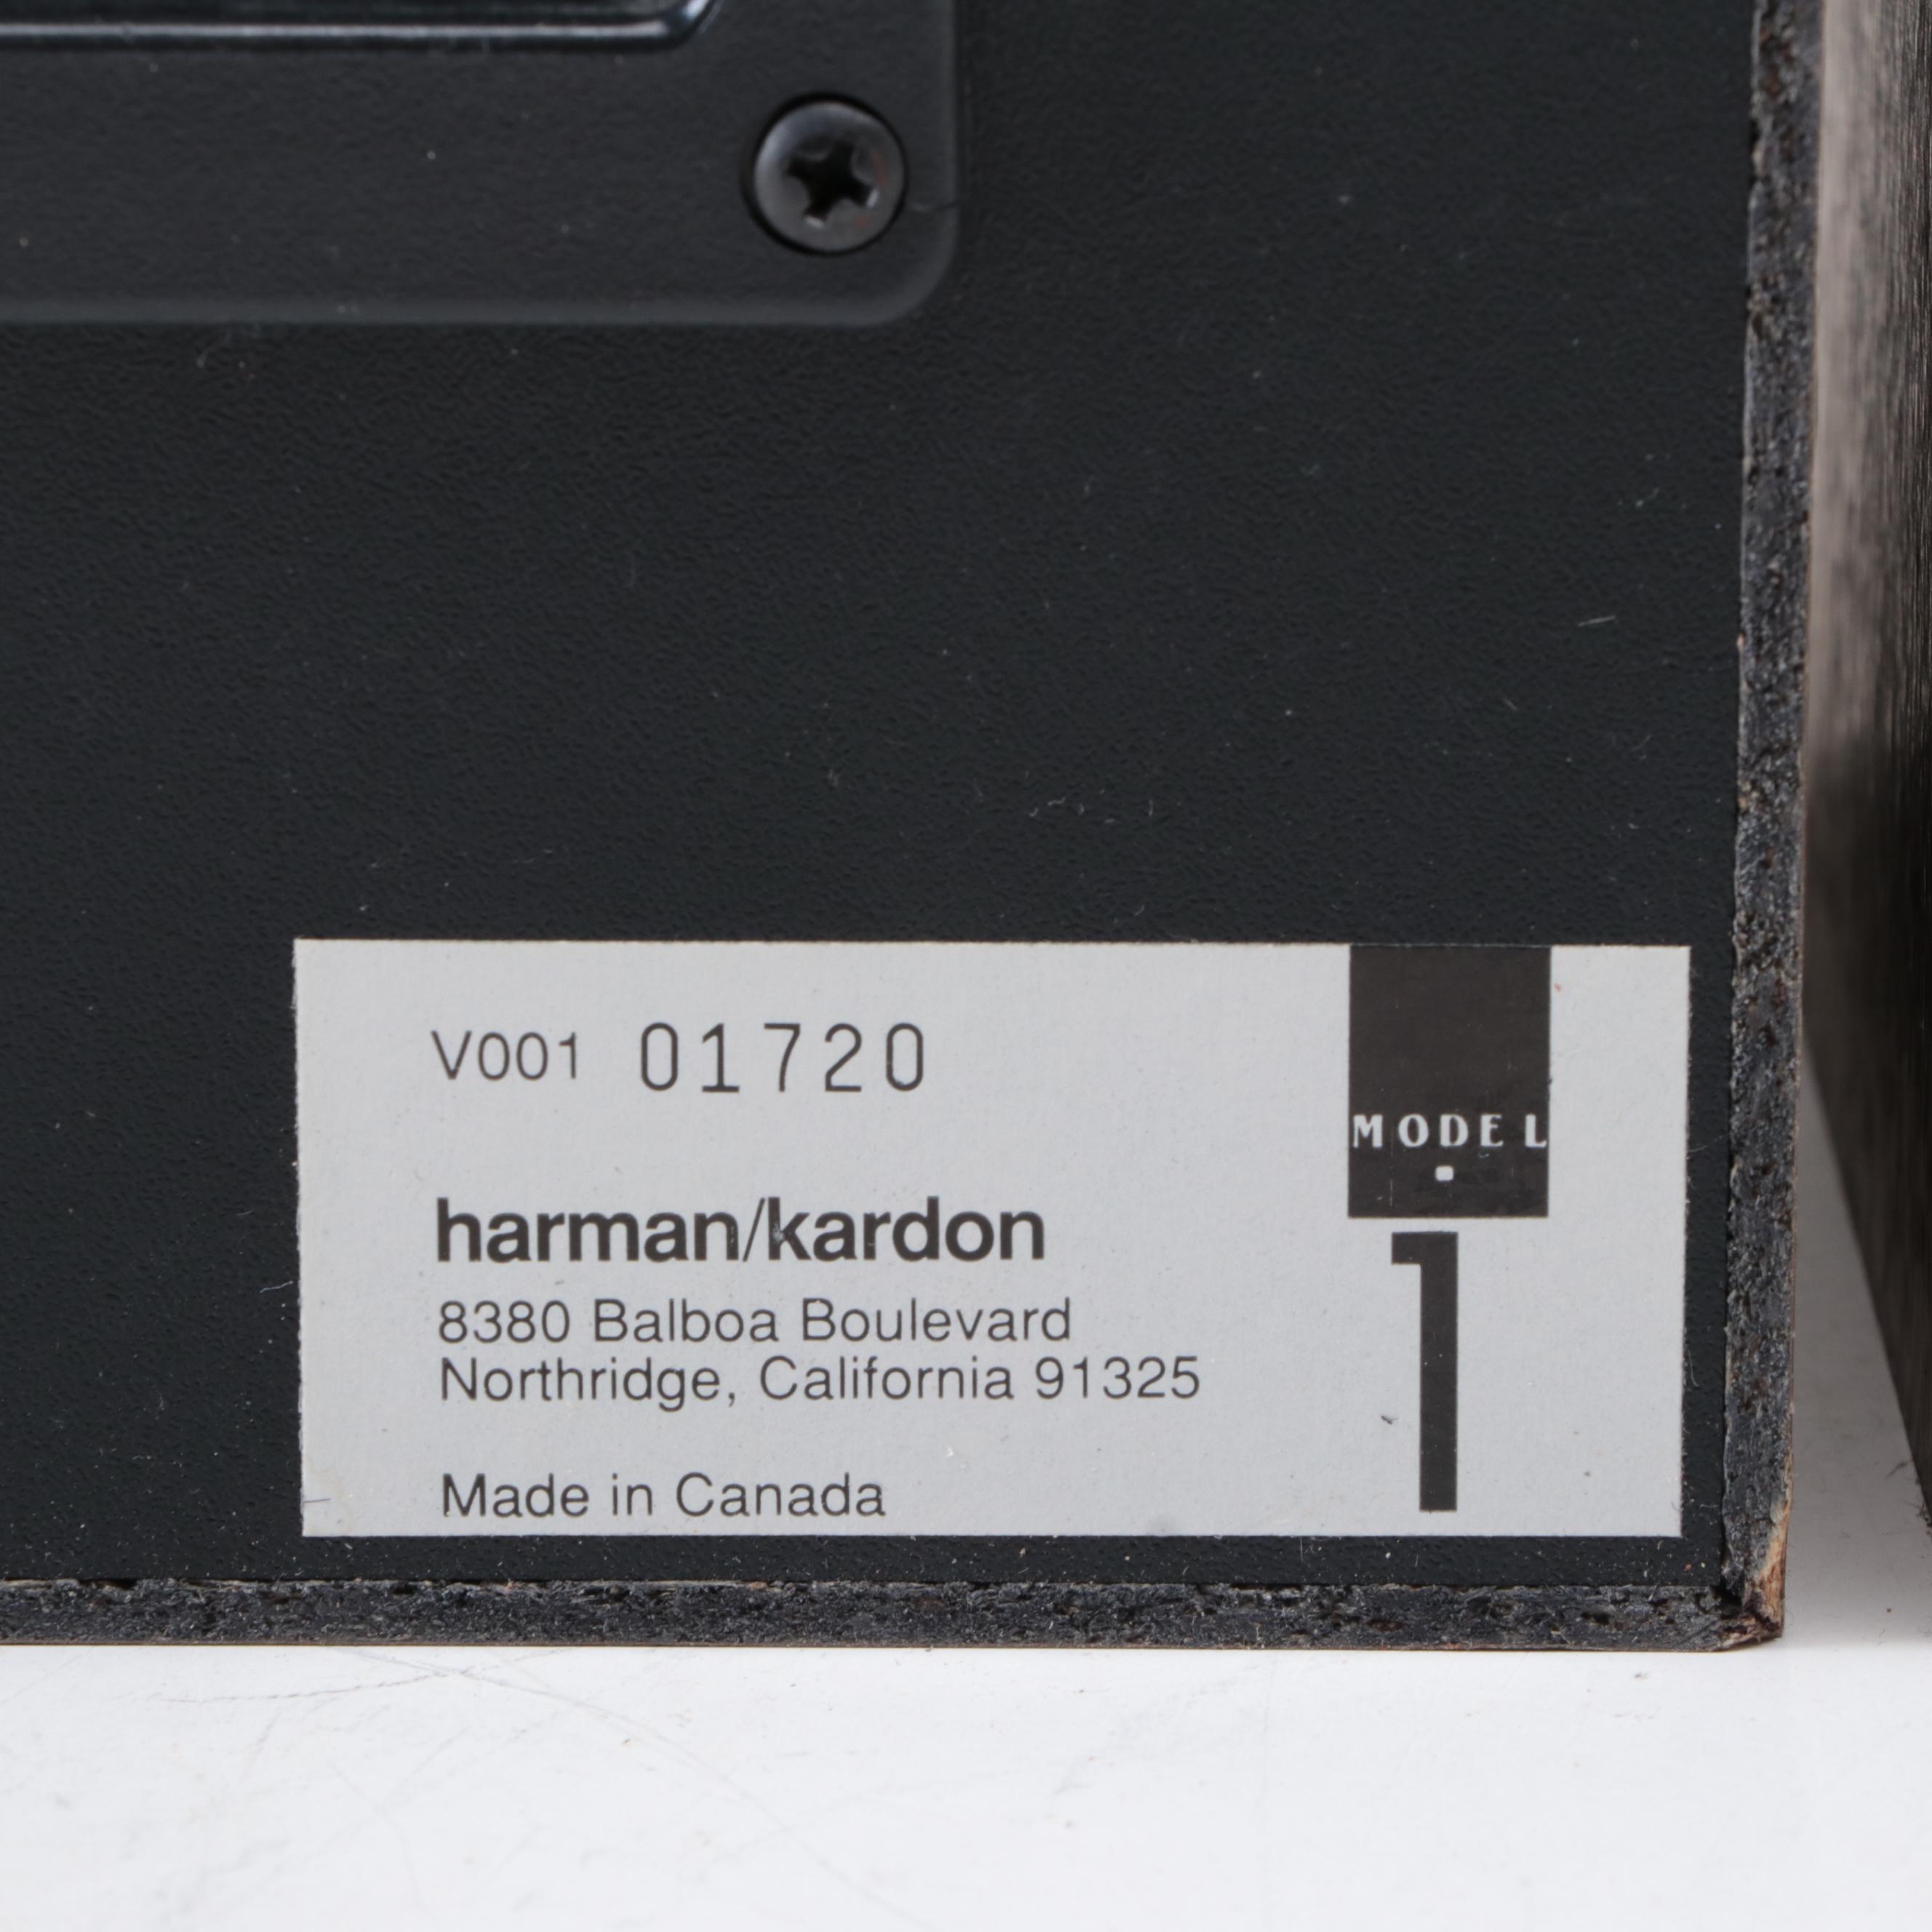 V001 01720
harman/kardon
8380 Balboa Boulevard
Northridge, California 91325
Made in Canada
MODEL
1